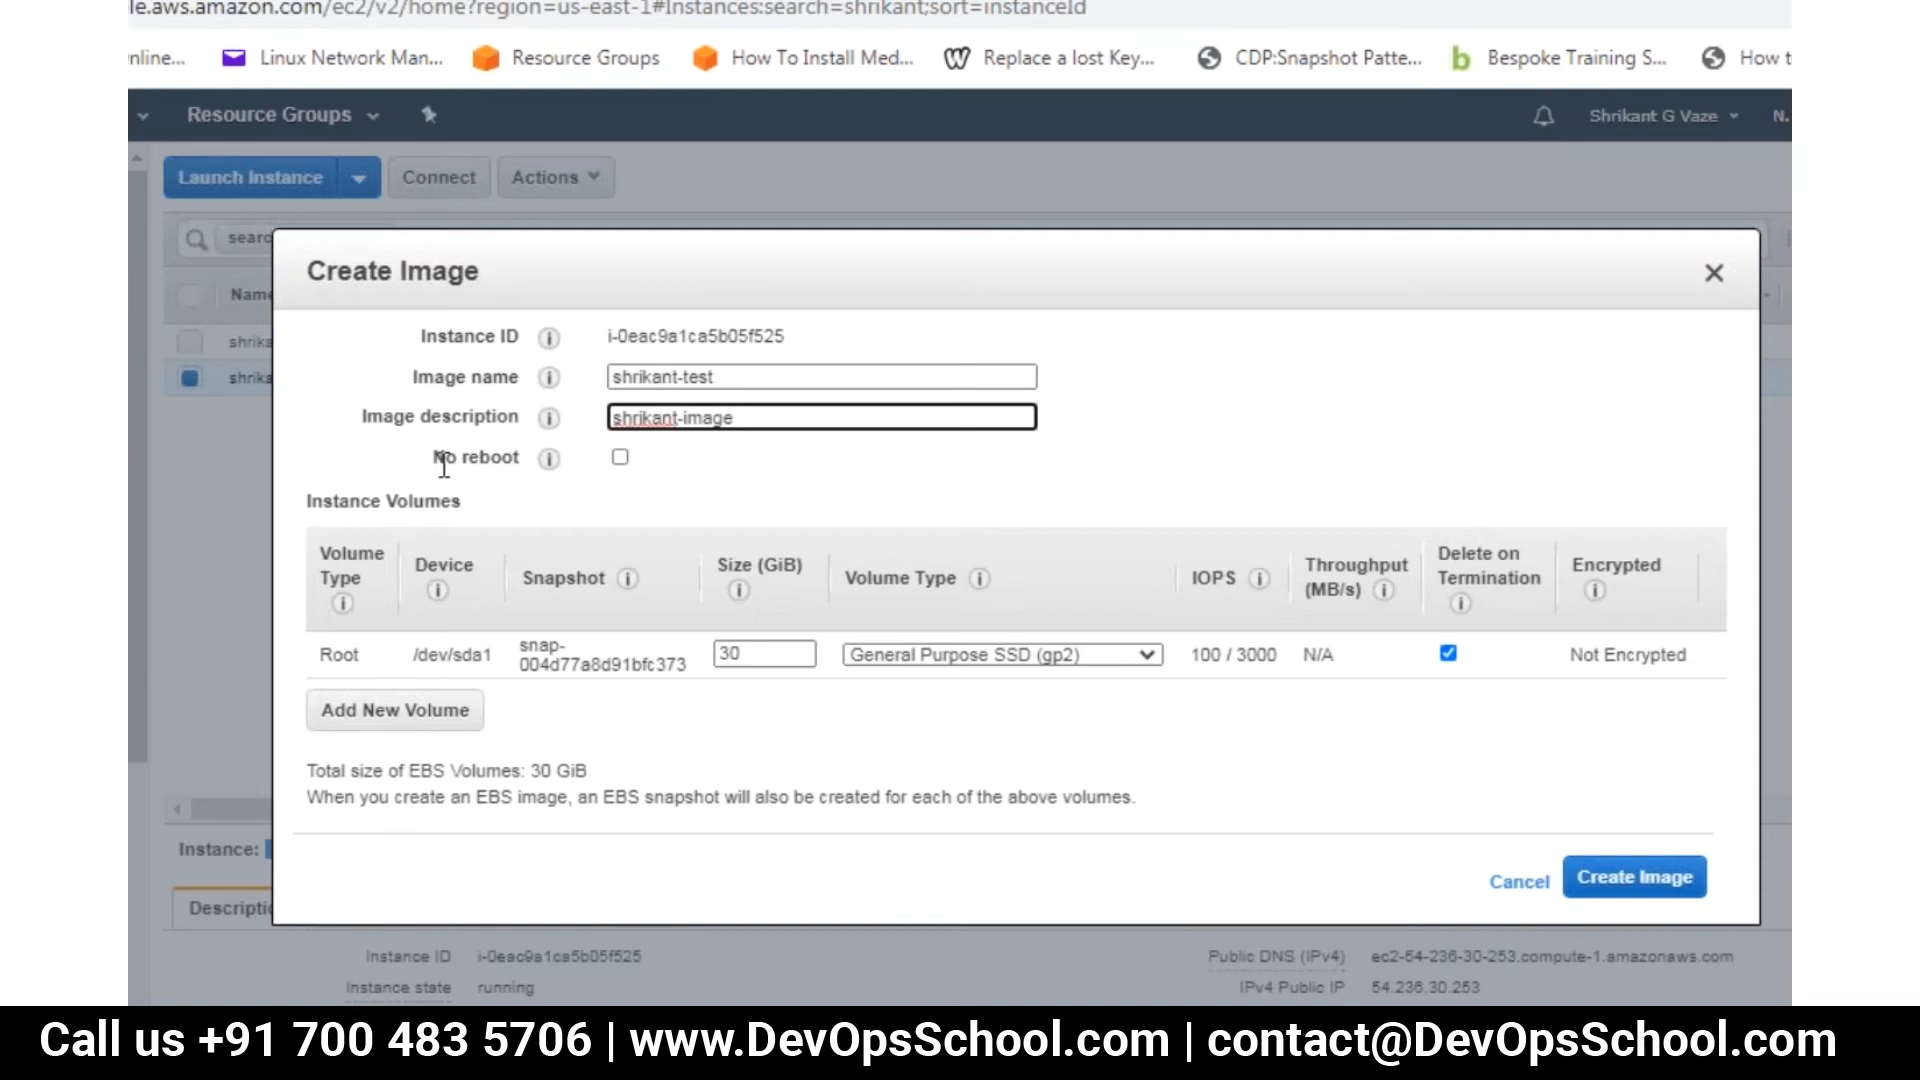 le.aws.amazon.com/ec2/v2/home?region=us-east-1#Instances:search=shrikant;sort=instanceId
nline... Linux Network Man... Resource Groups How To Install Med... Replace a lost Key... CDP:Snapshot Patte... Bespoke Training S... How t
Resource Groups Shrikant G Vaze N.
Launch Instance Connect Actions
searc
Create Image
Name
Instance ID i-0eac9a1ca5b05f525
shrika
Image name shrikant-test
shrika
Image description shrikant-image
No reboot
Instance Volumes
Volume Type Device Snapshot Size (GiB) Volume Type IOPS Throughput (MB/s) Delete on Termination Encrypted
Root /dev/sda1 snap-004d77a8d91bfc373 30 General Purpose SSD (gp2) 100 / 3000 N/A Not Encrypted
Add New Volume
Total size of EBS Volumes: 30 GiB
When you create an EBS image, an EBS snapshot will also be created for each of the above volumes.
Instance:
Cancel Create Image
Descriptio
Instance ID i-0eac9a1ca5b05f525 Public DNS (IPv4) ec2-54-236-30-253.compute-1.amazonaws.com
Instance state running IPv4 Public IP 54.236.30.253
Call us +91 700 483 5706 | www.DevOpsSchool.com | contact@DevOpsSchool.com